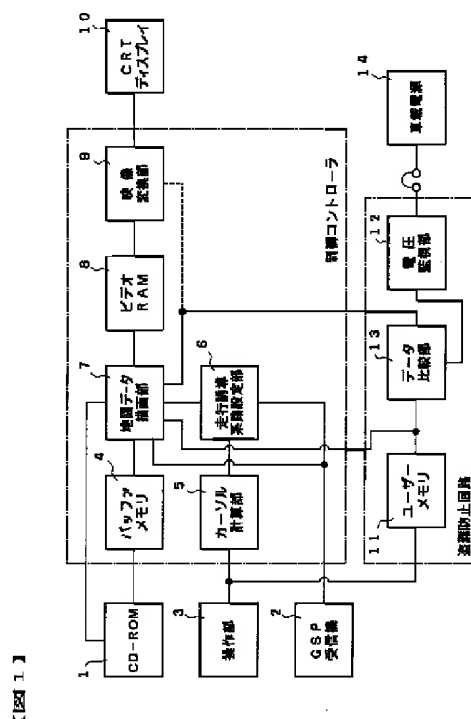 【図1】
1
CD-ROM
3
操作部
2
GSP
受信機
4
バッファ
メモリ
5
カーソル
計算部
7
地図データ
描画部
6
走行誘導
系路設定部
8
ビデオ
RAM
9
映像
変換部
制御コントローラ
10
CRT
ディスプレイ
11
ユーザー
メモリ
13
データ
比較部
12
電圧
監視部
盗難防止回路
14
車載電源